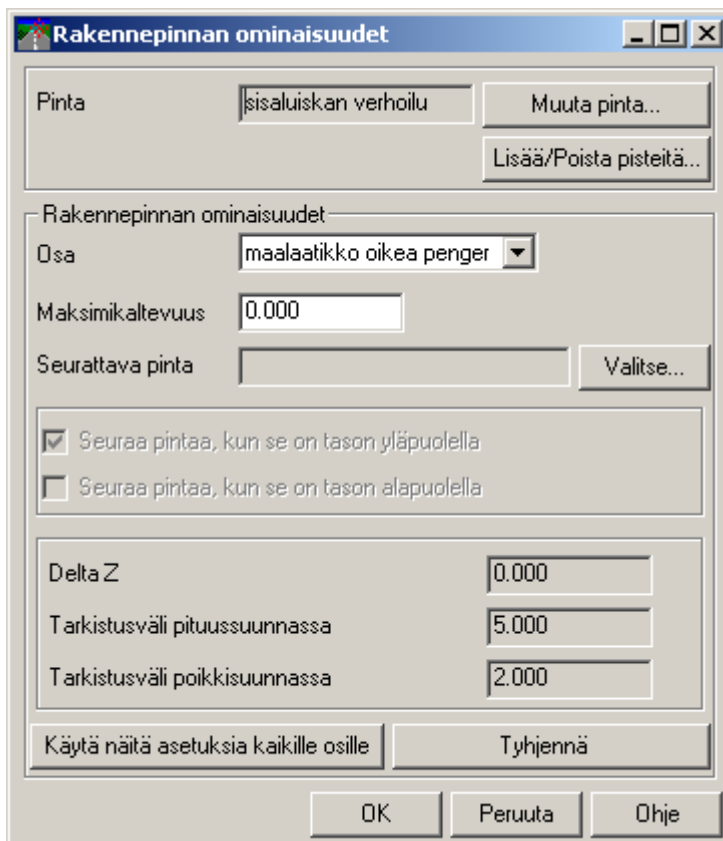 Rakennepinnan ominaisuudet
Pinta sisaluiskan verhoilu Muuta pinta...
Lisää/Poista pisteitä...
Rakennepinnan ominaisuudet
Osa maalaatikko oikea penger
Maksimikaltevuus 0.000
Seurattava pinta Valitse...
Seuraa pintaa, kun se on tason yläpuolella
Seuraa pintaa, kun se on tason alapuolella
Delta Z 0.000
Tarkistusväli pituussuunnassa 5.000
Tarkistusväli poikkisuunnassa 2.000
Käytä näitä asetuksia kaikille osille Tyhjennä
OK Peruuta Ohje